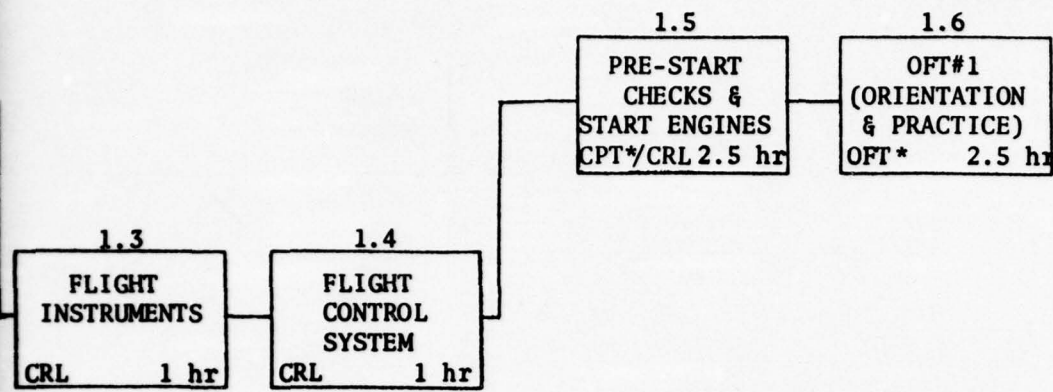 1.5
PRE-START
CHECKS &
START ENGINES
CPT*/CRL 2.5 hr
1.6
OFT#1
(ORIENTATION
& PRACTICE)
OFT* 2.5 hr
1.3
FLIGHT
INSTRUMENTS
CRL 1 hr
1.4
FLIGHT
CONTROL
SYSTEM
CRL 1 hr